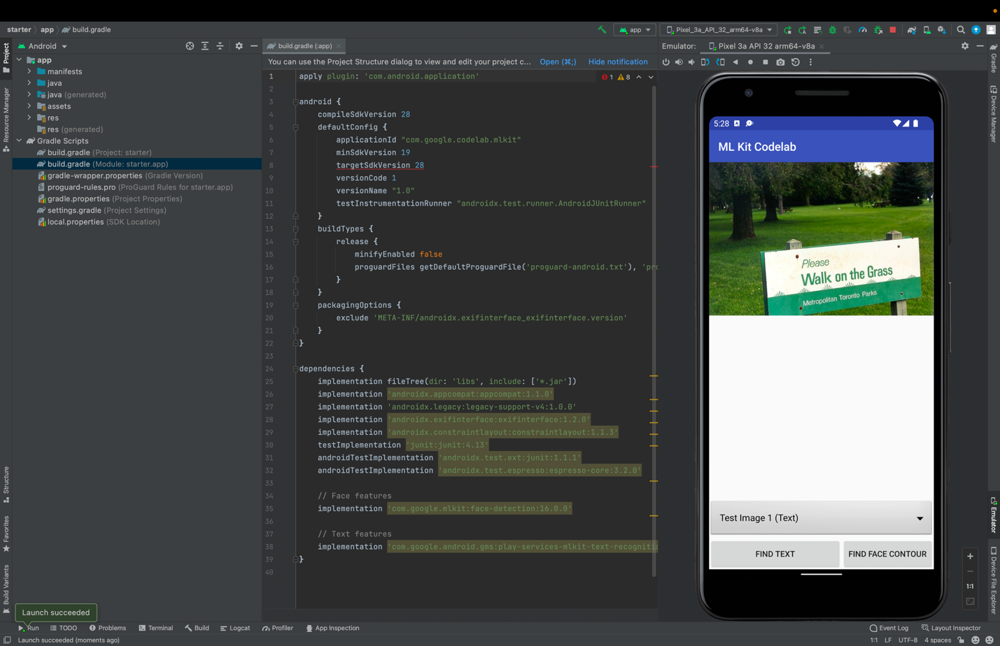 starter app build.gradle
app Pixel_3a_API_32_arm64-v8a
Project
Resource Manager
Structure
Favorites
Build Variants
Android
app
manifests
java
java (generated)
assets
res
res (generated)
Gradle Scripts
build.gradle (Project: starter)
build.gradle (Module: starter.app)
gradle-wrapper.properties (Gradle Version)
proguard-rules.pro (ProGuard Rules for starter.app)
gradle.properties (Project Properties)
settings.gradle (Project Settings)
local.properties (SDK Location)
build.gradle (:app)
You can use the Project Structure dialog to view and edit your project c... Open (⌘;) Hide notification
1 8
1 apply plugin: 'com.android.application'
2
3 android {
4 compileSdkVersion 28
5 defaultConfig {
6 applicationId "com.google.codelab.mlkit"
7 minSdkVersion 19
8 targetSdkVersion 28
9 versionCode 1
10 versionName "1.0"
11 testInstrumentationRunner "androidx.test.runner.AndroidJUnitRunner"
12 }
13 buildTypes {
14 release {
15 minifyEnabled false
16 proguardFiles getDefaultProguardFile('proguard-android.txt'), 'pro
17 }
18 }
19 packagingOptions {
20 exclude 'META-INF/androidx.exifinterface_exifinterface.version'
21 }
22 }
23
24 dependencies {
25 implementation fileTree(dir: 'libs', include: ['*.jar'])
26 implementation 'androidx.appcompat:appcompat:1.1.0'
27 implementation 'androidx.legacy:legacy-support-v4:1.0.0'
28 implementation 'androidx.exifinterface:exifinterface:1.2.0'
29 implementation 'androidx.constraintlayout:constraintlayout:1.1.3'
30 testImplementation 'junit:junit:4.13'
31 androidTestImplementation 'androidx.test.ext:junit:1.1.1'
32 androidTestImplementation 'androidx.test.espresso:espresso-core:3.2.0'
33
34 // Face features
35 implementation 'com.google.mlkit:face-detection:16.0.0'
36
37 // Text features
38 implementation 'com.google.android.gms:play-services-mlkit-text-recogniti
39 }
40
Emulator: Pixel 3a API 32 arm64-v8a
5:28
ML Kit Codelab
Please
Walk on the Grass
Metropolitan Toronto Parks
Test Image 1 (Text)
FIND TEXT FIND FACE CONTOUR
1:1
Gradle
Device Manager
Emulator
Device File Explorer
Launch succeeded
Run TODO Problems Terminal Build Logcat Profiler App Inspection Event Log Layout Inspector
Launch succeeded (moments ago) 1:1 LF UTF-8 4 spaces